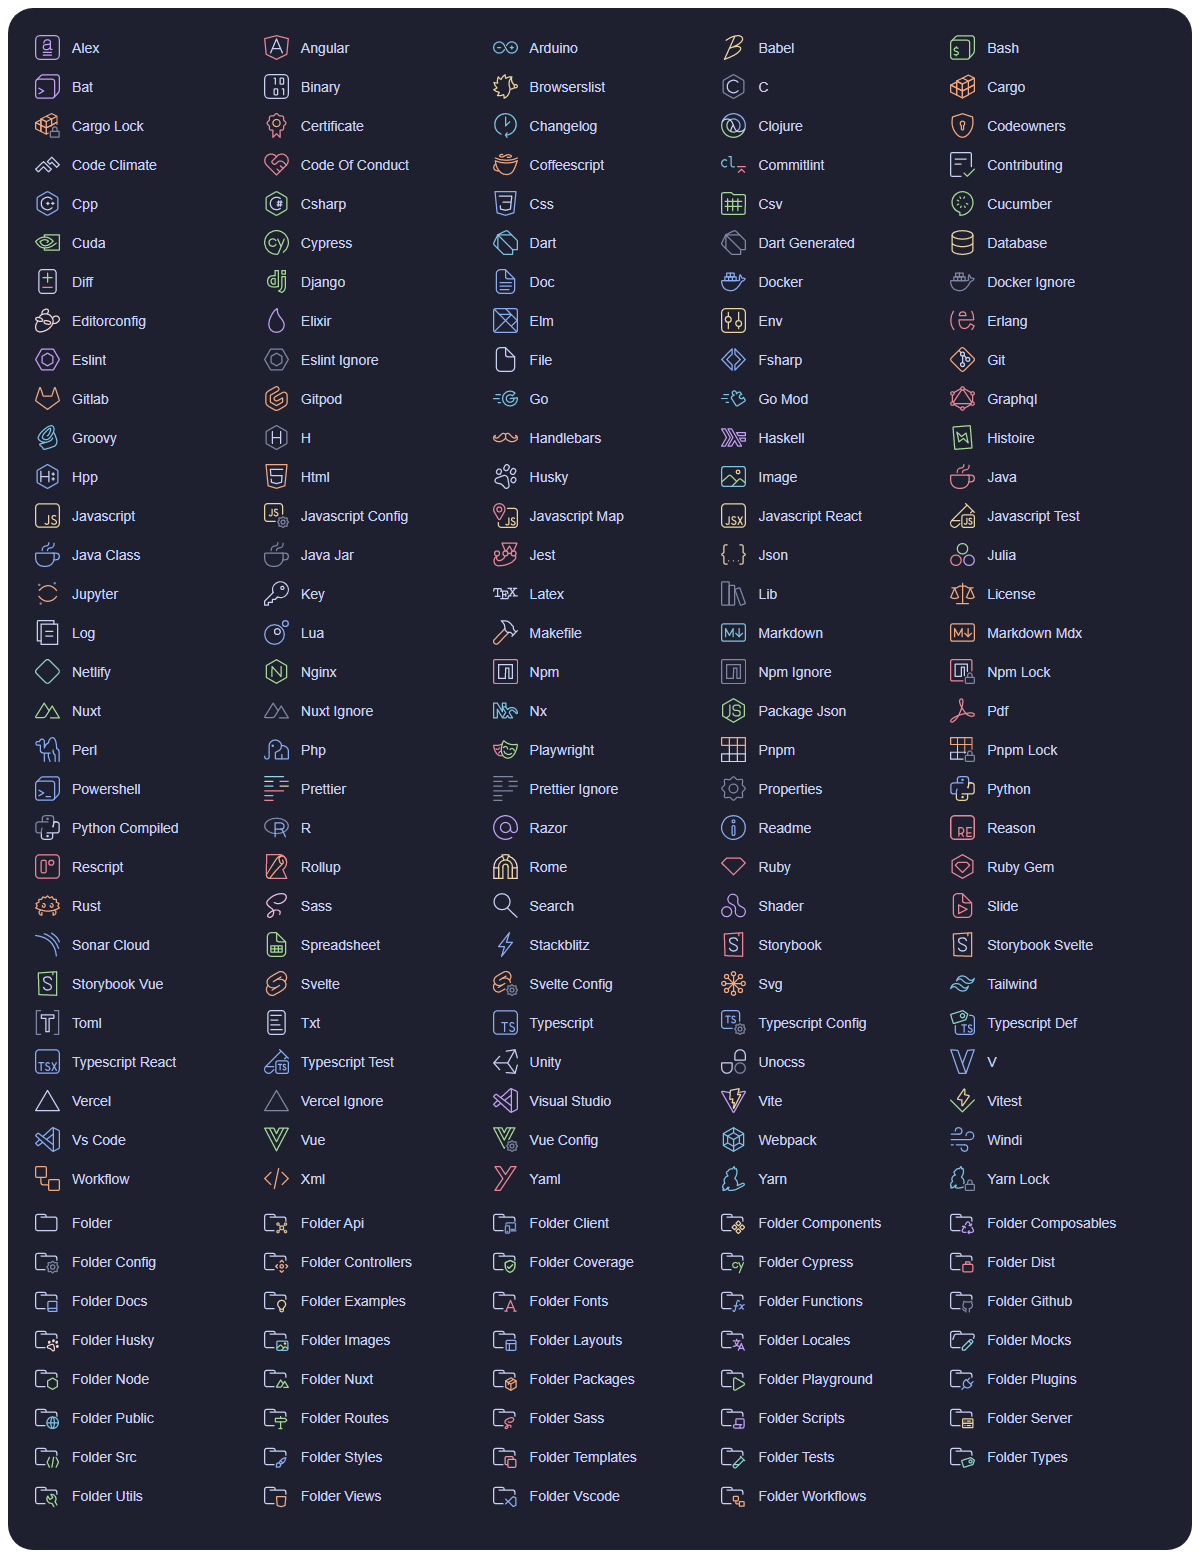 Alex Angular Arduino Babel Bash
Bat Binary Browserslist C Cargo
Cargo Lock Certificate Changelog Clojure Codeowners
Code Climate Code Of Conduct Coffeescript Commitlint Contributing
Cpp Csharp Css Csv Cucumber
Cuda Cypress Dart Dart Generated Database
Diff Django Doc Docker Docker Ignore
Editorconfig Elixir Elm Env Erlang
Eslint Eslint Ignore File Fsharp Git
Gitlab Gitpod Go Go Mod Graphql
Groovy H Handlebars Haskell Histoire
Hpp Html Husky Image Java
Javascript Javascript Config Javascript Map Javascript React Javascript Test
Java Class Java Jar Jest Json Julia
Jupyter Key Latex Lib License
Log Lua Makefile Markdown Markdown Mdx
Netlify Nginx Npm Npm Ignore Npm Lock
Nuxt Nuxt Ignore Nx Package Json Pdf
Perl Php Playwright Pnpm Pnpm Lock
Powershell Prettier Prettier Ignore Properties Python
Python Compiled R Razor Readme Reason
Rescript Rollup Rome Ruby Ruby Gem
Rust Sass Search Shader Slide
Sonar Cloud Spreadsheet Stackblitz Storybook Storybook Svelte
Storybook Vue Svelte Svelte Config Svg Tailwind
Toml Txt Typescript Typescript Config Typescript Def
Typescript React Typescript Test Unity Unocss V
Vercel Vercel Ignore Visual Studio Vite Vitest
Vs Code Vue Vue Config Webpack Windi
Workflow Xml Yaml Yarn Yarn Lock
Folder Folder Api Folder Client Folder Components Folder Composables
Folder Config Folder Controllers Folder Coverage Folder Cypress Folder Dist
Folder Docs Folder Examples Folder Fonts Folder Functions Folder Github
Folder Husky Folder Images Folder Layouts Folder Locales Folder Mocks
Folder Node Folder Nuxt Folder Packages Folder Playground Folder Plugins
Folder Public Folder Routes Folder Sass Folder Scripts Folder Server
Folder Src Folder Styles Folder Templates Folder Tests Folder Types
Folder Utils Folder Views Folder Vscode Folder Workflows